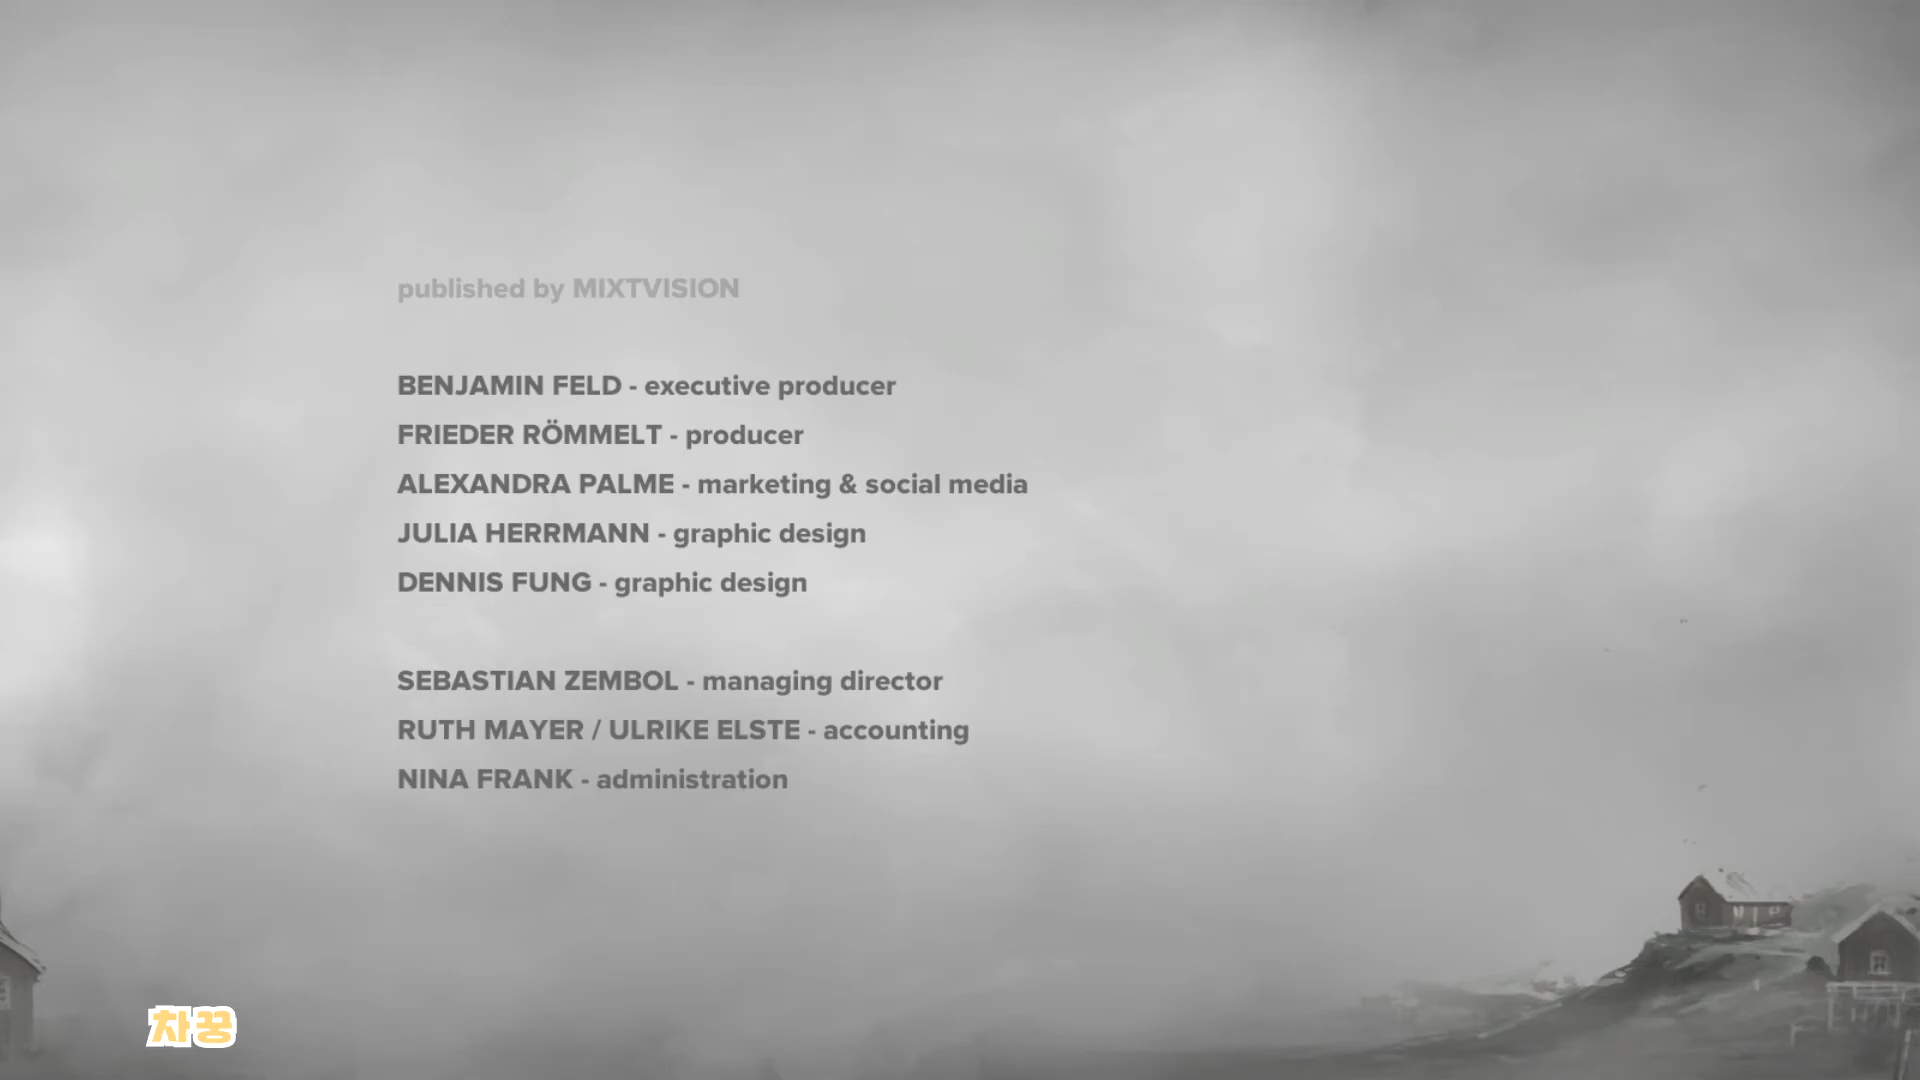 published by MIXTVISION
BENJAMIN FELD - executive producer
FRIEDER RÖMMELT - producer
ALEXANDRA PALME - marketing & social media
JULIA HERRMANN - graphic design
DENNIS FUNG - graphic design
SEBASTIAN ZEMBOL - managing director
RUTH MAYER / ULRIKE ELSTE - accounting
NINA FRANK - administration
차꿍